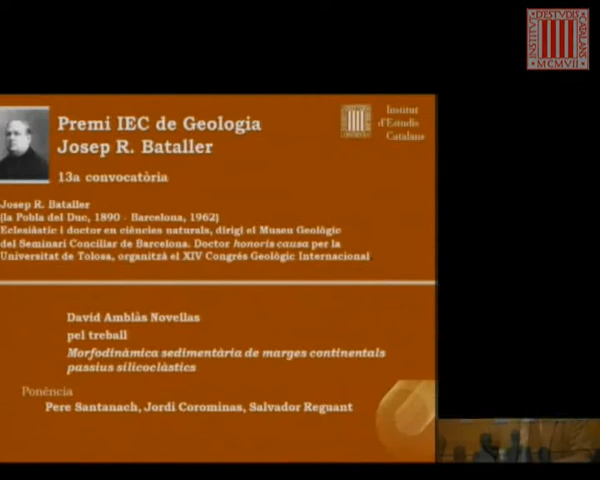 INSTITVT D'ESTVDIS CATALANS
MCMVII
Premi IEC de Geologia
Josep R. Bataller
13a convocatòria
Institut
d'Estudis
Catalans
Josep R. Bataller
(la Pobla del Duc, 1890 - Barcelona, 1962)
Eclesiàstic i doctor en ciències naturals, dirigí el Museu Geològic
del Seminari Conciliar de Barcelona. Doctor honoris causa per la
Universitat de Tolosa, organitzà el XIV Congrés Geològic Internacional.
David Amblàs Novellas
pel treball
Morfodinàmica sedimentària de marges continentals
passius silicoclàstics
Ponència
Pere Santanach, Jordi Corominas, Salvador Reguant